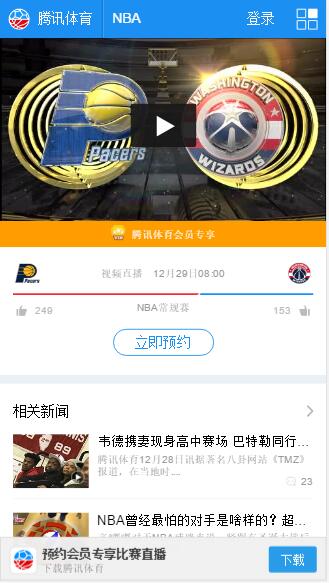 腾讯体育 NBA 登录
WASHINGTON
Pacers
WIZARDS
腾讯体育会员专享
Pacers
视频直播 12月29日08:00
NBA常规赛
249
153
立即预约
相关新闻
韦德携妻现身高中赛场 巴特勒同行...
腾讯体育12月28日讯据著名八卦网站《TMZ》
报道，在当地时....
23
NBA曾经最怕的对手是啥样的？超...
预约会员专享比赛直播
下载腾讯体育
下载